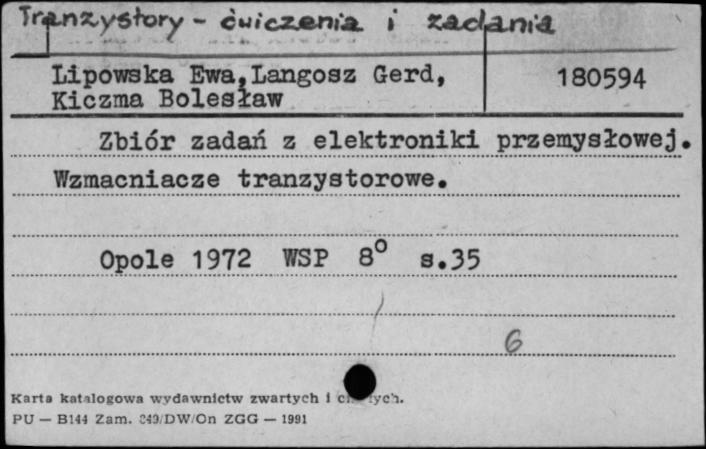 Tranzystory - ćwiczenia i zadania
Lipowska Ewa, Langosz Gerd, 180594
Kiczma Bolesław
Zbiór zadań z elektroniki przemysłowej.
Wzmacniacze tranzystorowe.
Opole 1972 WSP 8° s.35
6
Karta katalogowa wydawnictw zwartych i
PU — B144 Zam. 349/DW/On ZGG — 1991